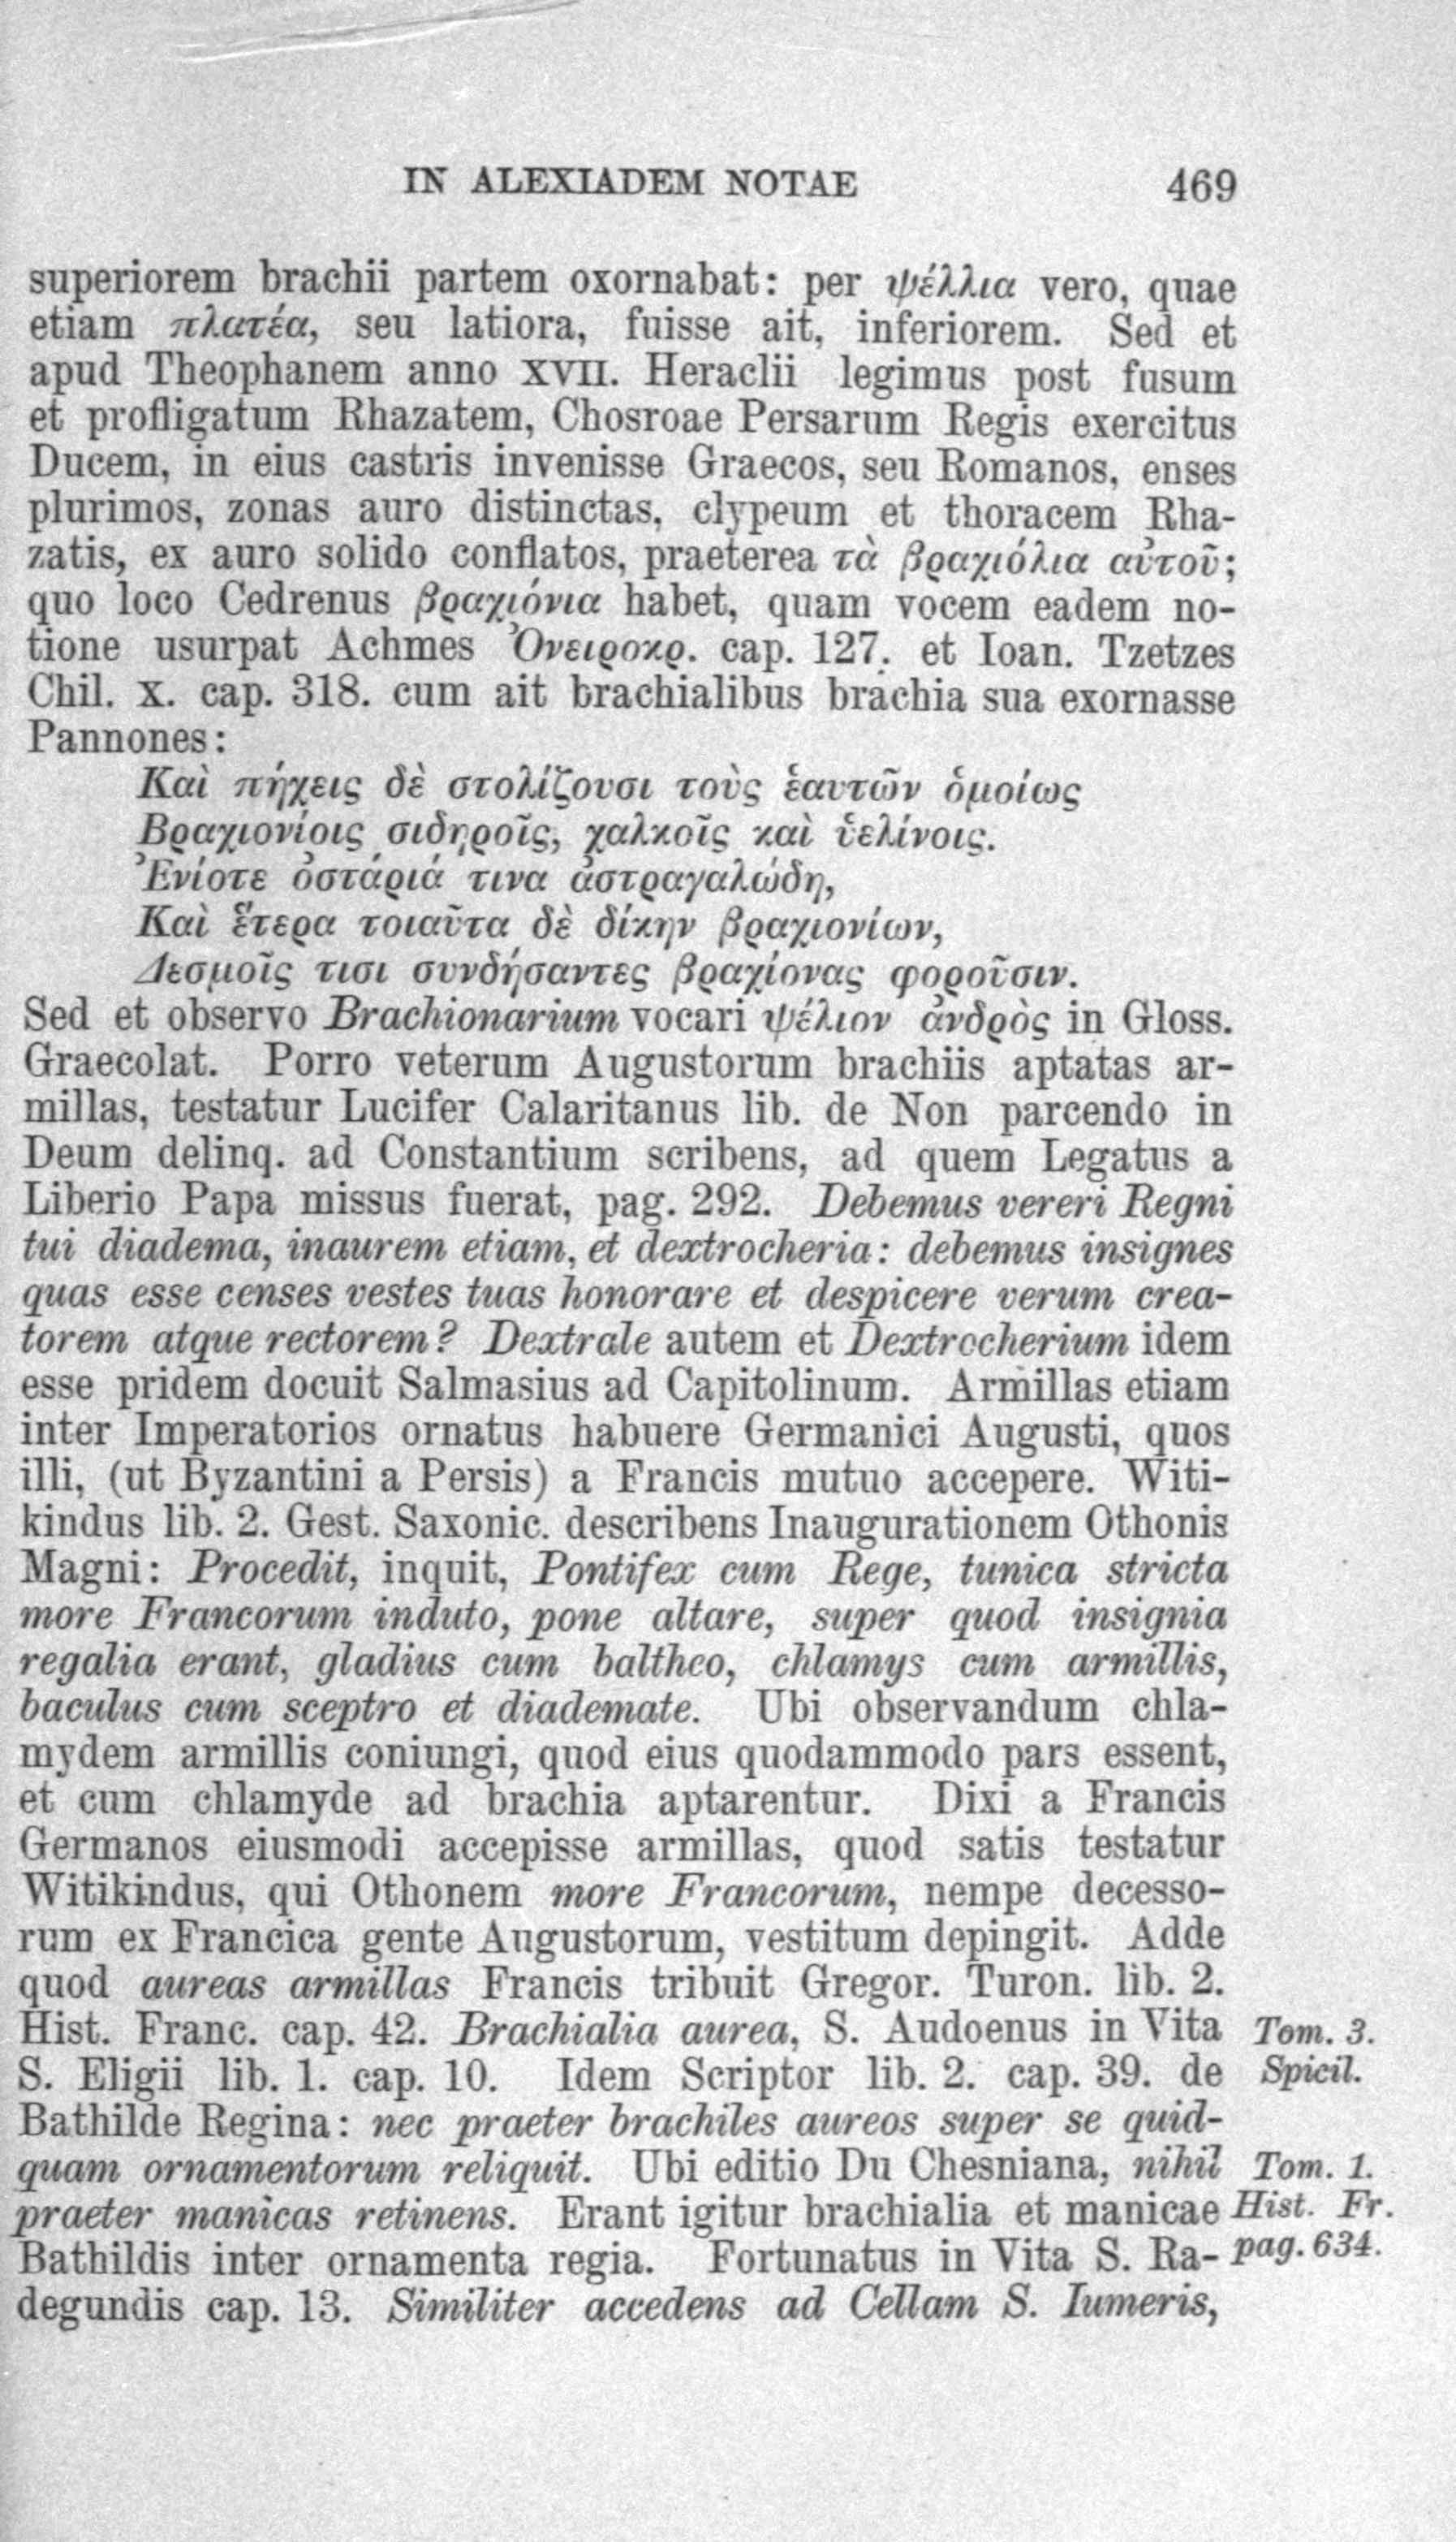 IN ALEXIADEM NOTAE 469
superiorem brachii partem oxornabat: per ψέλλια vero, quae
etiam πλατέα, seu latiora, fuisse ait, inferiorem. Sed et
apud Theophanem anno XVII. Heraclii legimus post fusum
et profligatum Rhazatem, Chosroae Persarum Regis exercitus
Ducem, in eius castris invenisse Graecos, seu Romanos, enses
plurimos, zonas auro distinctas, clypeum et thoracem Rha-
zatis, ex auro solido conflatos, praeterea τὰ βραχιόλια αὐτοῦ;
quo loco Cedrenus βραχιόνια habet, quam vocem eadem no-
tione usurpat Achmes Ὀνειροκρ. cap. 127. et Ioan. Tzetzes
Chil. X. cap. 318. cum ait brachialibus brachia sua exornasse
Pannones:
Καὶ πήχεις δὲ στολίζουσι τοὺς ἑαυτῶν ὁμοίως
Βραχιονίοις σιδηροῖς, χαλκοῖς καὶ ὑελίνοις.
Ἐνίοτε ὀστάριά τινα ἀστραγαλώδη,
Καὶ ἕτερα τοιαῦτα δὲ δίκην βραχιονίων,
Δεσμοῖς τισι συνδήσαντες βραχίονας φοροῦσιν.
Sed et observo Brachionarium vocari ψέλιον ἀνδρὸς in Gloss.
Graecolat. Porro veterum Augustorum brachiis aptatas ar-
millas, testatur Lucifer Calaritanus lib. de Non parcendo in
Deum delinq. ad Constantium scribens, ad quem Legatus a
Liberio Papa missus fuerat, pag. 292. Debemus vereri Regni
tui diadema, inaurem etiam, et dextrocheria: debemus insignes
quas esse censes vestes tuas honorare et despicere verum crea-
torem atque rectorem? Dextrale autem et Dextrocherium idem
esse pridem docuit Salmasius ad Capitolinum. Armillas etiam
inter Imperatorios ornatus habuere Germanici Augusti, quos
illi, (ut Byzantini a Persis) a Francis mutuo accepere. Witi-
kindus lib. 2. Gest. Saxonic. describens Inaugurationem Othonis
Magni: Procedit, inquit, Pontifex cum Rege, tunica stricta
more Francorum induto, pone altare, super quod insignia
regalia erant, gladius cum baltheo, chlamys cum armillis,
baculus cum sceptro et diademate. Ubi observandum chla-
mydem armillis coniungi, quod eius quodammodo pars essent,
et cum chlamyde ad brachia aptarentur. Dixi a Francis
Germanos eiusmodi accepisse armillas, quod satis testatur
Witikindus, qui Othonem more Francorum, nempe decesso-
rum ex Francica gente Augustorum, vestitum depingit. Adde
quod aureas armillas Francis tribuit Gregor. Turon. lib. 2.
Hist. Franc. cap. 42. Brachialia aurea, S. Audoenus in Vita Tom. 3.
S. Eligii lib. 1. cap. 10. Idem Scriptor lib. 2. cap. 39. de Spicil.
Bathilde Regina: nec praeter brachiles aureos super se quid-
quam ornamentorum reliquit. Ubi editio Du Chesniana, nihil Tom. 1.
praeter manicas retinens. Erant igitur brachialia et manicae Hist. Fr.
Bathildis inter ornamenta regia. Fortunatus in Vita S. Ra- pag. 634.
degundis cap. 13. Similiter accedens ad Cellam S. Iumeris,